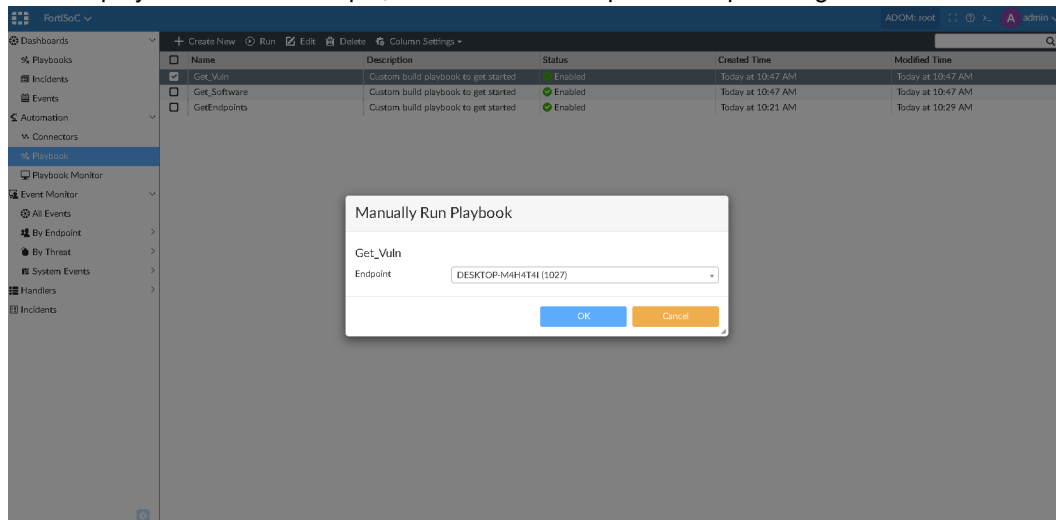 FortiSoC
ADOM: root
A admin
Dashboards
Playbooks
Incidents
Events
Automation
Connectors
Playbook
Playbook Monitor
Event Monitor
All Events
By Endpoint
By Threat
System Events
Handlers
Incidents
+ Create New Run Edit Delete Column Settings
Name Description Status Created Time Modified Time
Get_Vuln Custom build playbook to get started Enabled Today at 10:47 AM Today at 10:47 AM
Get_Software Custom build playbook to get started Enabled Today at 10:47 AM Today at 10:47 AM
GetEndpoints Custom build playbook to get started Enabled Today at 10:21 AM Today at 10:29 AM
Manually Run Playbook
Get_Vuln
Endpoint DESKTOP-M4H4T4I (1027)
OK Cancel